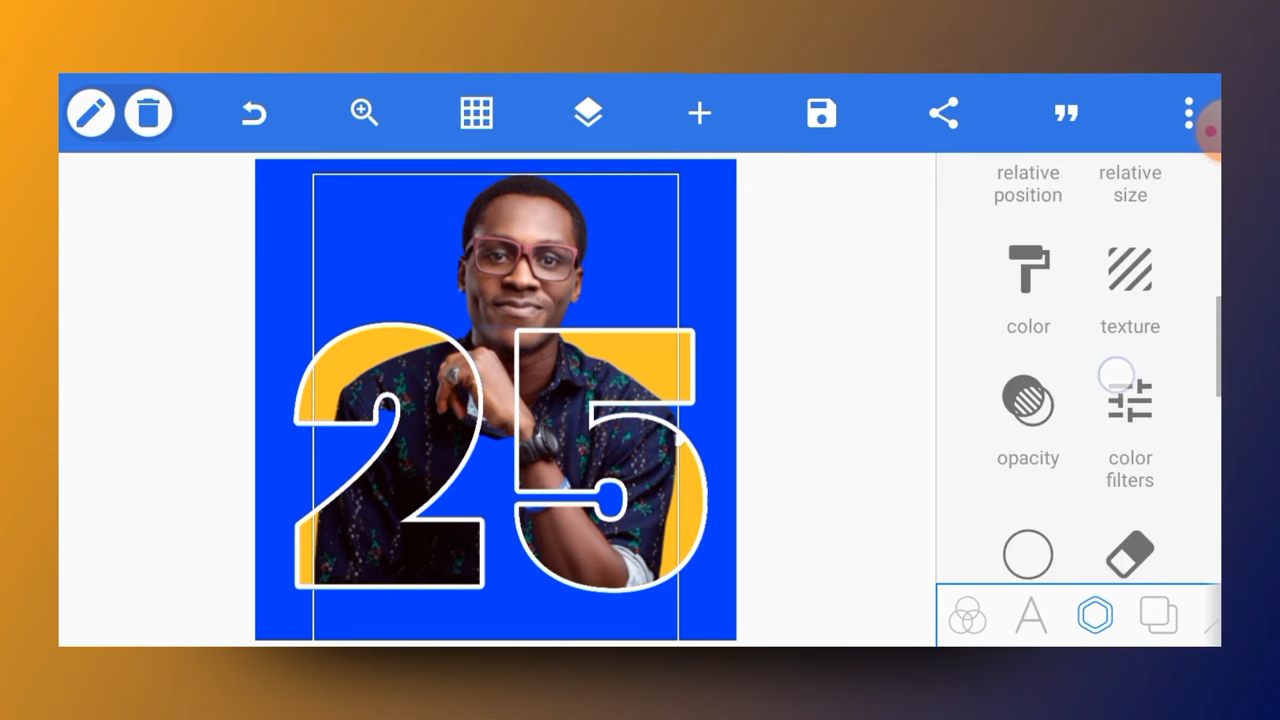 relative position
relative size
color
texture
opacity
color filters
25